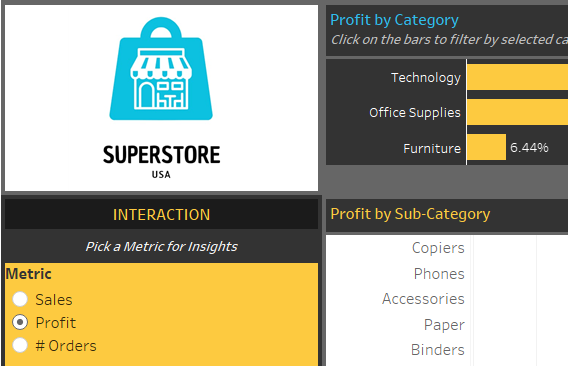 SUPERSTORE
USA
Profit by Category
Click on the bars to filter by selected
Technology
Office Supplies
Furniture 6.44%
INTERACTION
Pick a Metric for Insights
Metric
Sales
Profit
# Orders
Profit by Sub-Category
Copiers
Phones
Accessories
Paper
Binders